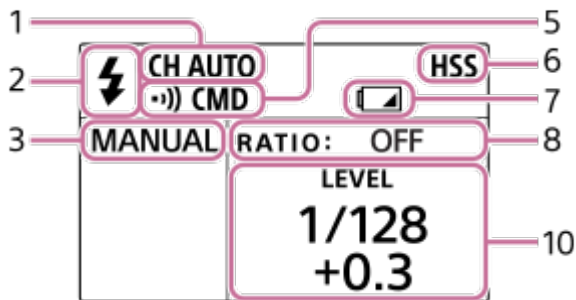 1
5
2
CH AUTO
HSS
6
CMD
7
3
MANUAL
RATIO: OFF
8
LEVEL
1/128
+0.3
10